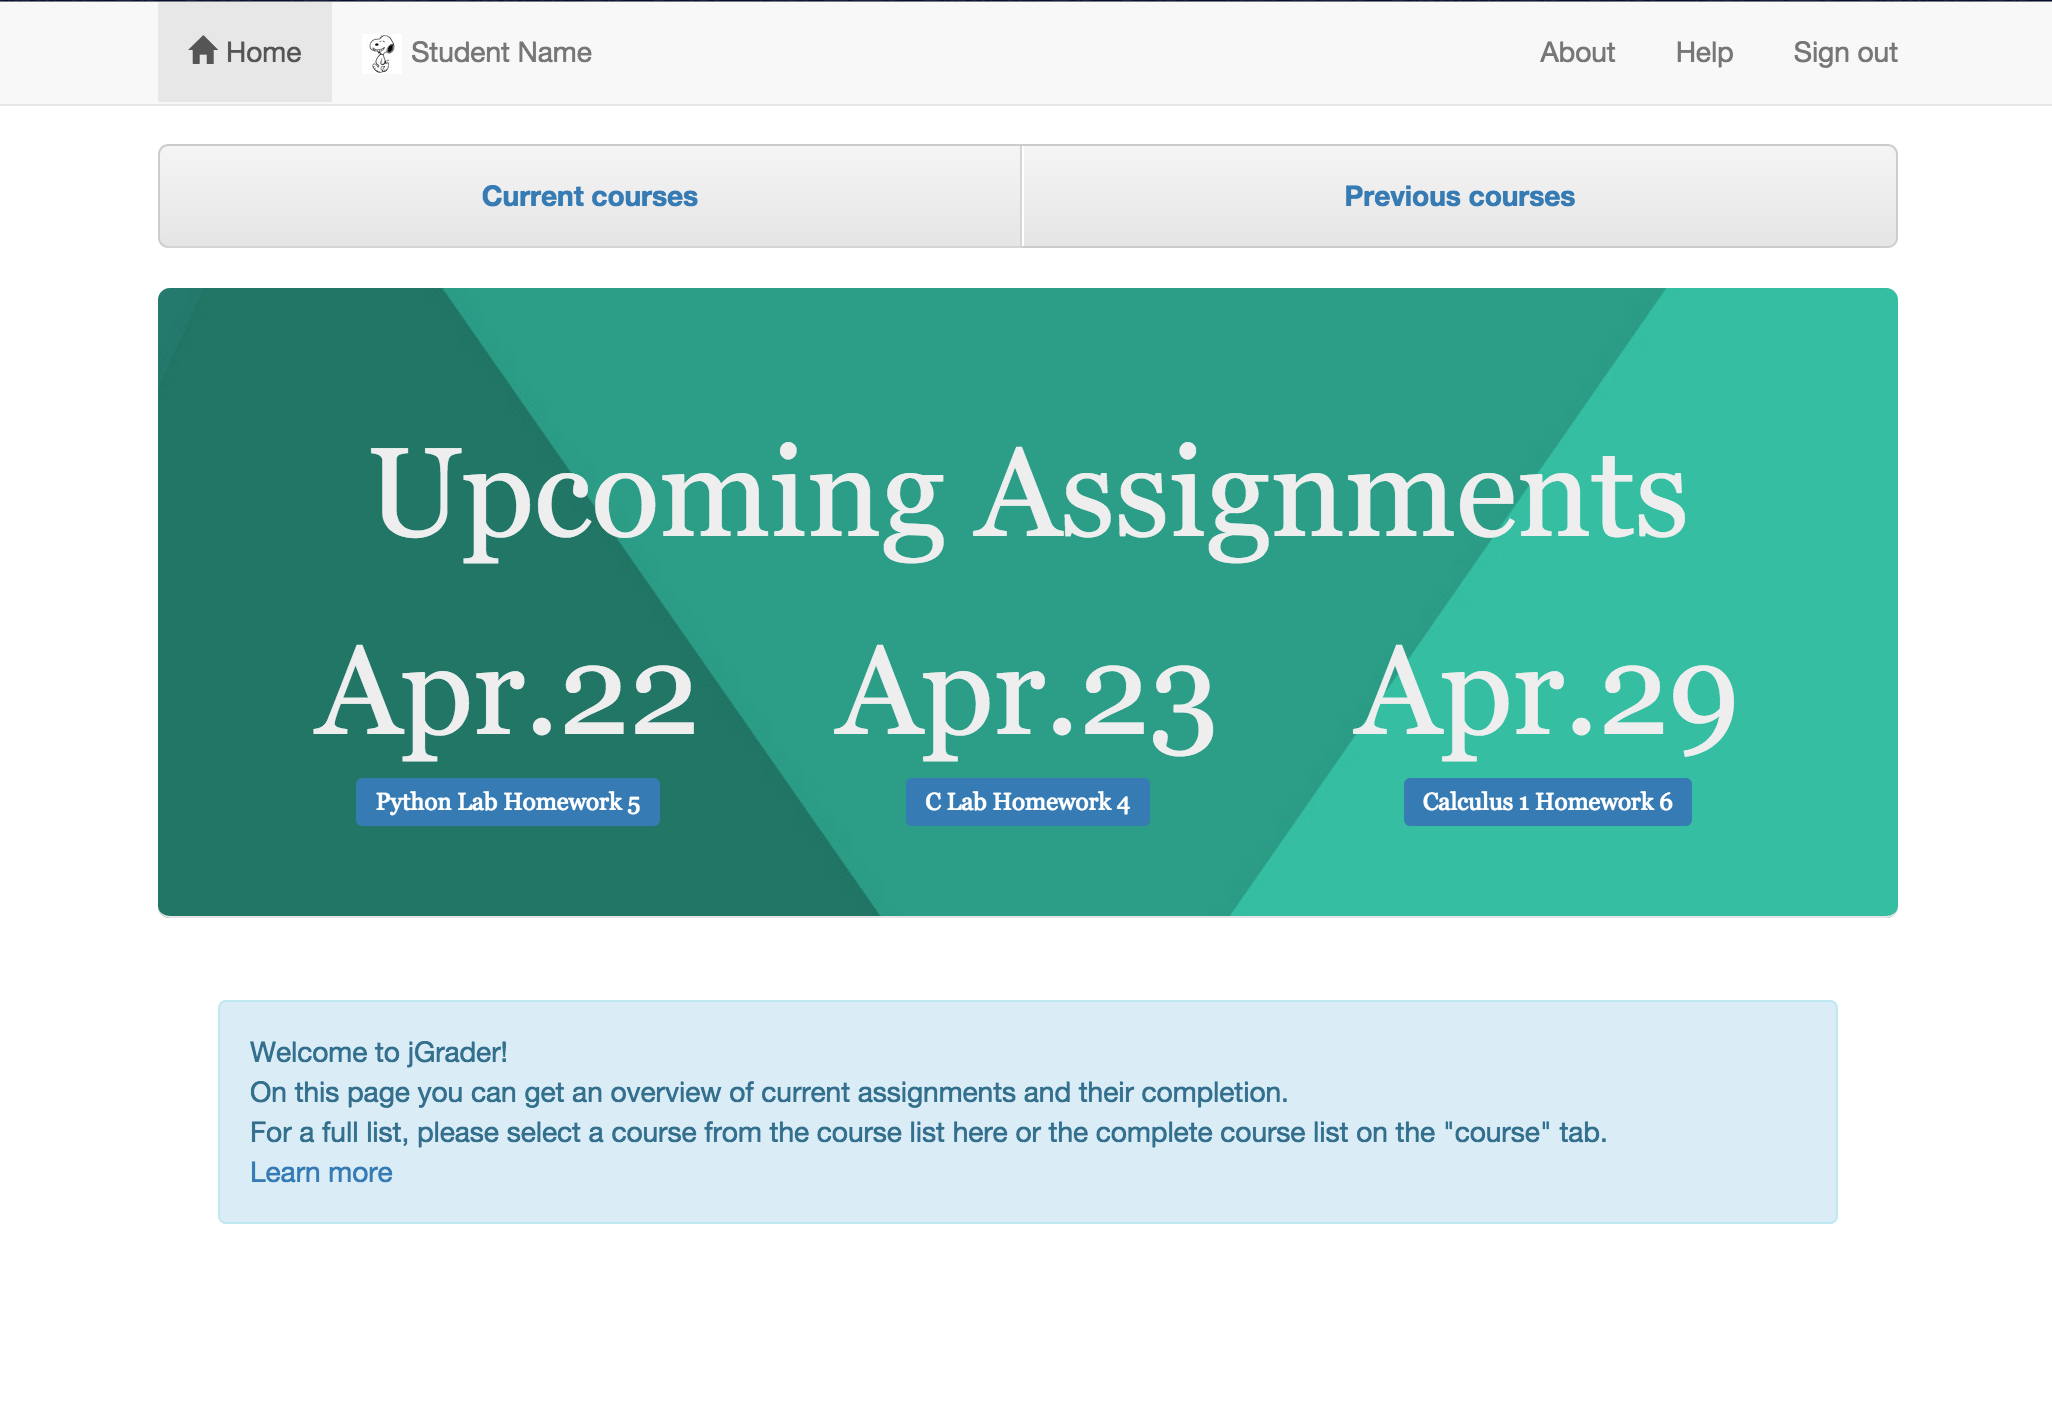 Home Student Name About Help Sign out
Current courses Previous courses
Upcoming Assignments
Apr.22 Apr.23 Apr.29
Python Lab Homework 5 C Lab Homework 4 Calculus 1 Homework 6
Welcome to jGrader!
On this page you can get an overview of current assignments and their completion.
For a full list, please select a course from the course list here or the complete course list on the "course" tab.
Learn more